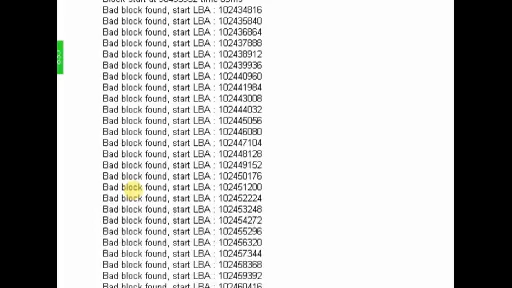 Bad block found, start LBA : 102434816
Bad block found, start LBA : 102435840
Bad block found, start LBA : 102436864
Bad block found, start LBA : 102437888
Bad block found, start LBA : 102438912
Bad block found, start LBA : 102439936
Bad block found, start LBA : 102440960
Bad block found, start LBA : 102441984
Bad block found, start LBA : 102443008
Bad block found, start LBA : 102444032
Bad block found, start LBA : 102445056
Bad block found, start LBA : 102446080
Bad block found, start LBA : 102447104
Bad block found, start LBA : 102448128
Bad block found, start LBA : 102449152
Bad block found, start LBA : 102450176
Bad block found, start LBA : 102451200
Bad block found, start LBA : 102452224
Bad block found, start LBA : 102453248
Bad block found, start LBA : 102454272
Bad block found, start LBA : 102455296
Bad block found, start LBA : 102456320
Bad block found, start LBA : 102457344
Bad block found, start LBA : 102458368
Bad block found, start LBA : 102459392
Bad block found, start LBA : 102460416